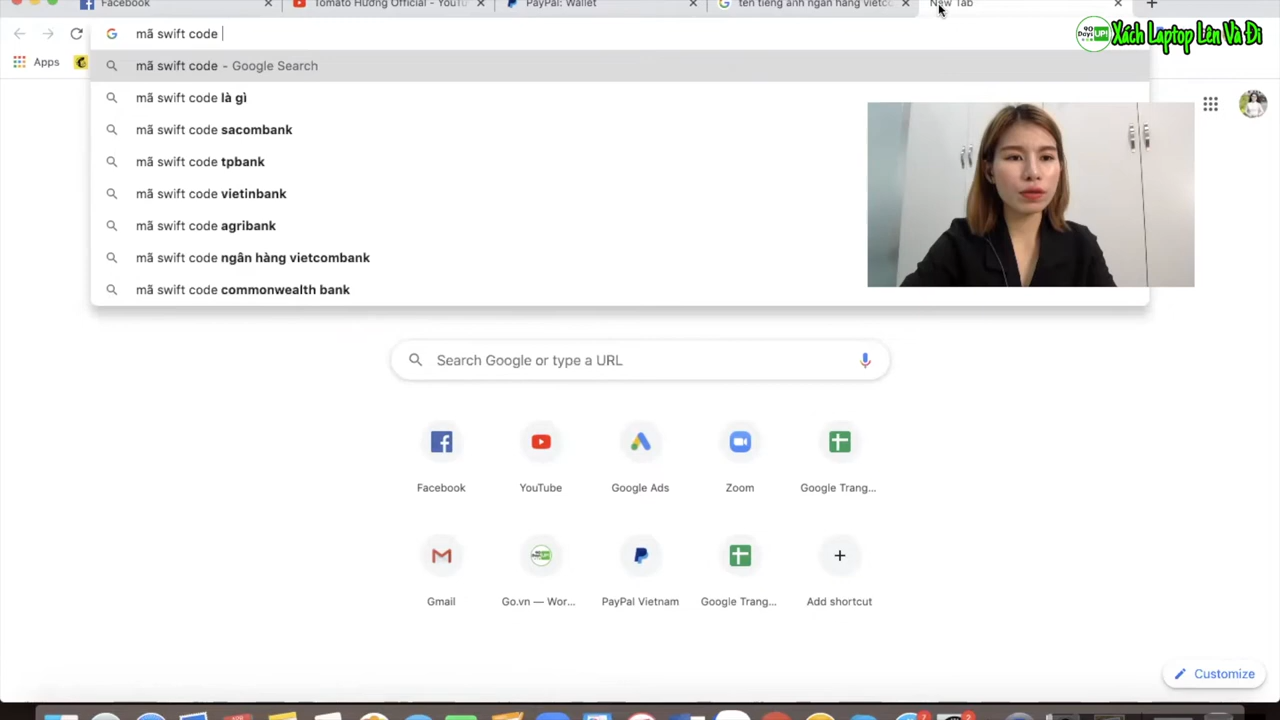 Facebook
Tomato Hường Official - YouTu
PayPal: Wallet
tên tiếng anh ngân hàng vietco
New Tab
mã swift code
Xách Laptop Lên Và Đi
mã swift code - Google Search
Apps
mã swift code là gì
mã swift code sacombank
mã swift code tpbank
mã swift code vietinbank
mã swift code agribank
mã swift code ngân hàng vietcombank
mã swift code commonwealth bank
Search Google or type a URL
Facebook
YouTube
Google Ads
Zoom
Google Trang...
Gmail
Go.vn — Wor...
PayPal Vietnam
Google Trang...
Add shortcut
Customize